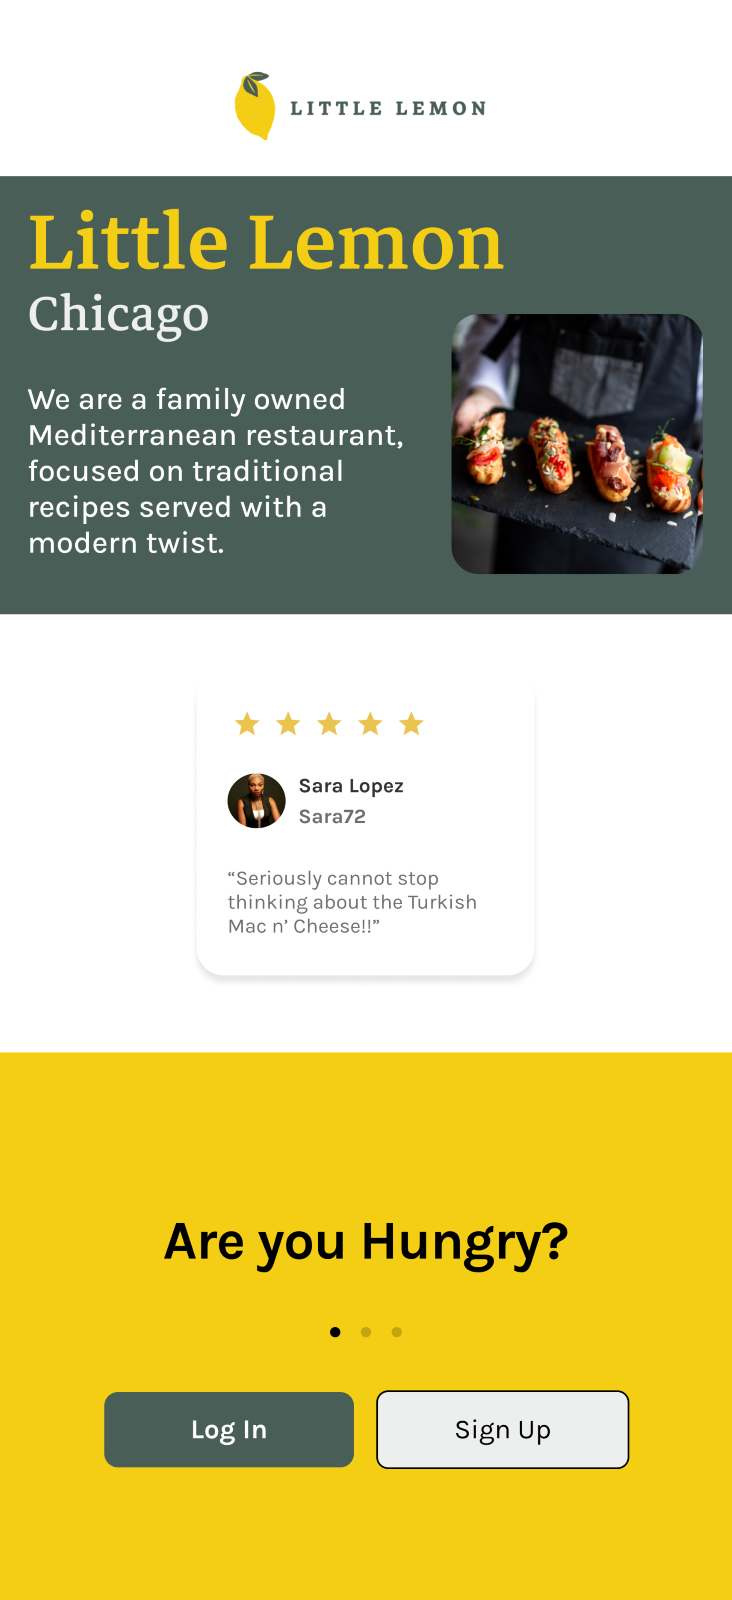 LITTLE LEMON
Little Lemon
Chicago
We are a family owned
Mediterranean restaurant,
focused on traditional
recipes served with a
modern twist.
Sara Lopez
Sara72
“Seriously cannot stop
thinking about the Turkish
Mac n’ Cheese!!”
Are you Hungry?
Log In
Sign Up